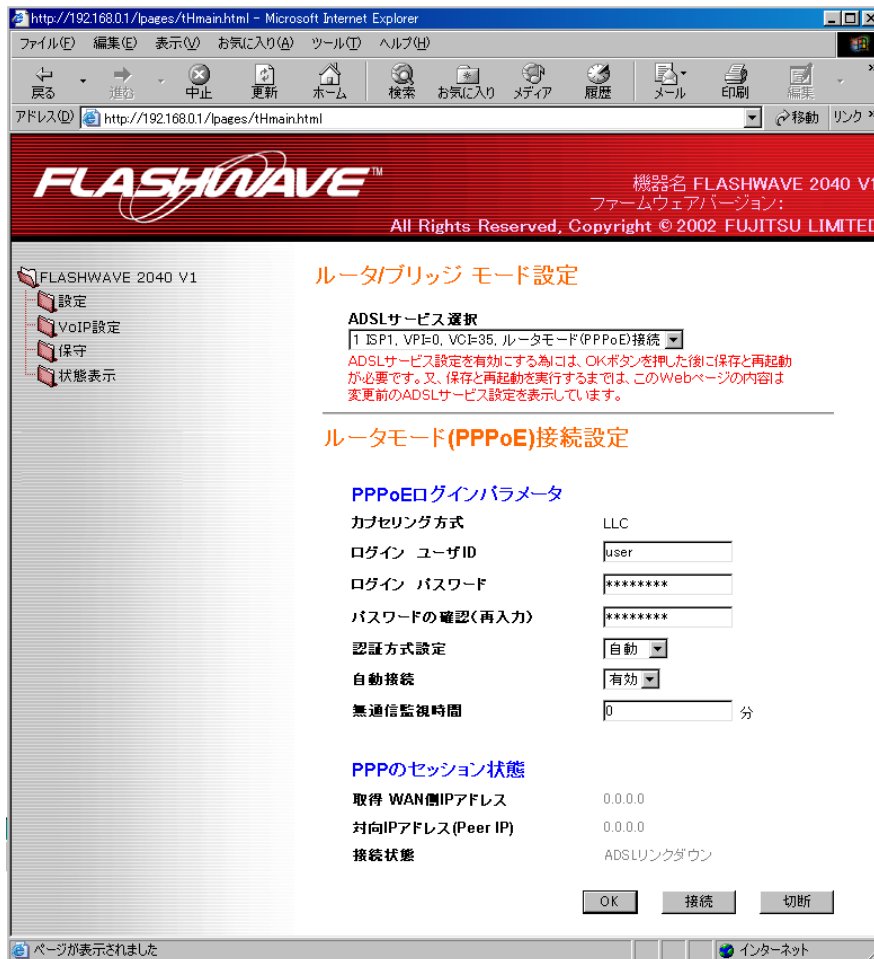 http://192.168.0.1/lpages/tHmain.html - Microsoft Internet Explorer
ファイル(F) 編集(E) 表示(V) お気に入り(A) ツール(T) ヘルプ(H)
戻る 進む 中止 更新 ホーム 検索 お気に入り メディア 履歴 メール 印刷 編集 »
アドレス(D) http://192.168.0.1/lpages/tHmain.html 移動 リンク »
FLASHWAVE™
機器名 FLASHWAVE 2040 V1
ファームウェアバージョン:
All Rights Reserved, Copyright © 2002 FUJITSU LIMITED
FLASHWAVE 2040 V1
設定
VoIP設定
保守
状態表示
ルータ/ブリッジ モード設定
ADSLサービス選択
1 ISP1, VPI=0, VCI=35, ルータモード(PPPoE)接続
ADSLサービス設定を有効にする為には、OKボタンを押した後に保存と再起動
が必要です。又、保存と再起動を実行するまでは、このWebページの内容は
変更前のADSLサービス設定を表示しています。
ルータモード(PPPoE)接続設定
PPPoEログインパラメータ
カプセリング方式 LLC
ログイン ユーザID user
ログイン パスワード ********
パスワードの確認(再入力) ********
認証方式設定 自動
自動接続 有効
無通信監視時間 0 分
PPPのセッション状態
取得 WAN側IPアドレス 0.0.0.0
対向IPアドレス(Peer IP) 0.0.0.0
接続状態 ADSLリンクダウン
OK 接続 切断
ページが表示されました インターネット